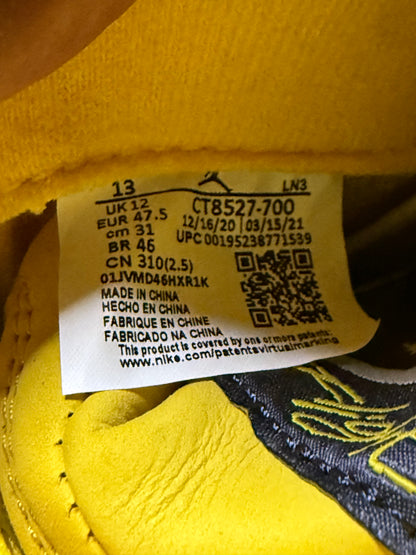 13 LN3
UK 12 CT8527-700
EUR 47.5 12/16/20 03/15/21
cm 31 UPC 00195238771539
BR 46
CN 310(2.5)
01JVMD46HXR1K
MADE IN CHINA
HECHO EN CHINA
FABRIQUE EN CHINE
FABRICADO NA CHINA
This product is covered by one or more patents:
www.nike.com/patentsvirtualmarking